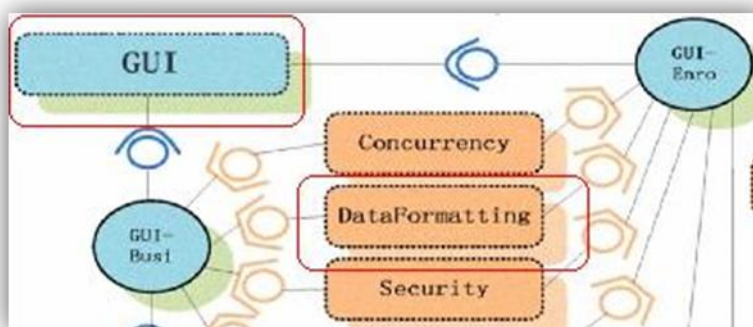 GUI
GUI-
Enro
Concurrency
DataFormatting
GUI-
Busi
Security